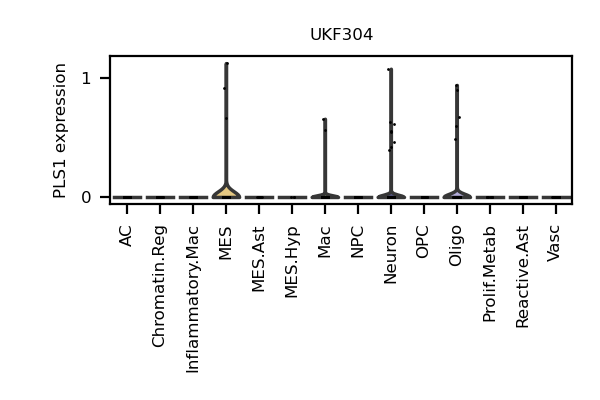 UKF304
PLS1 expression
1
0
AC
Chromatin.Reg
Inflammatory.Mac
MES
MES.Ast
MES.Hyp
Mac
NPC
Neuron
OPC
Oligo
Prolif.Metab
Reactive.Ast
Vasc